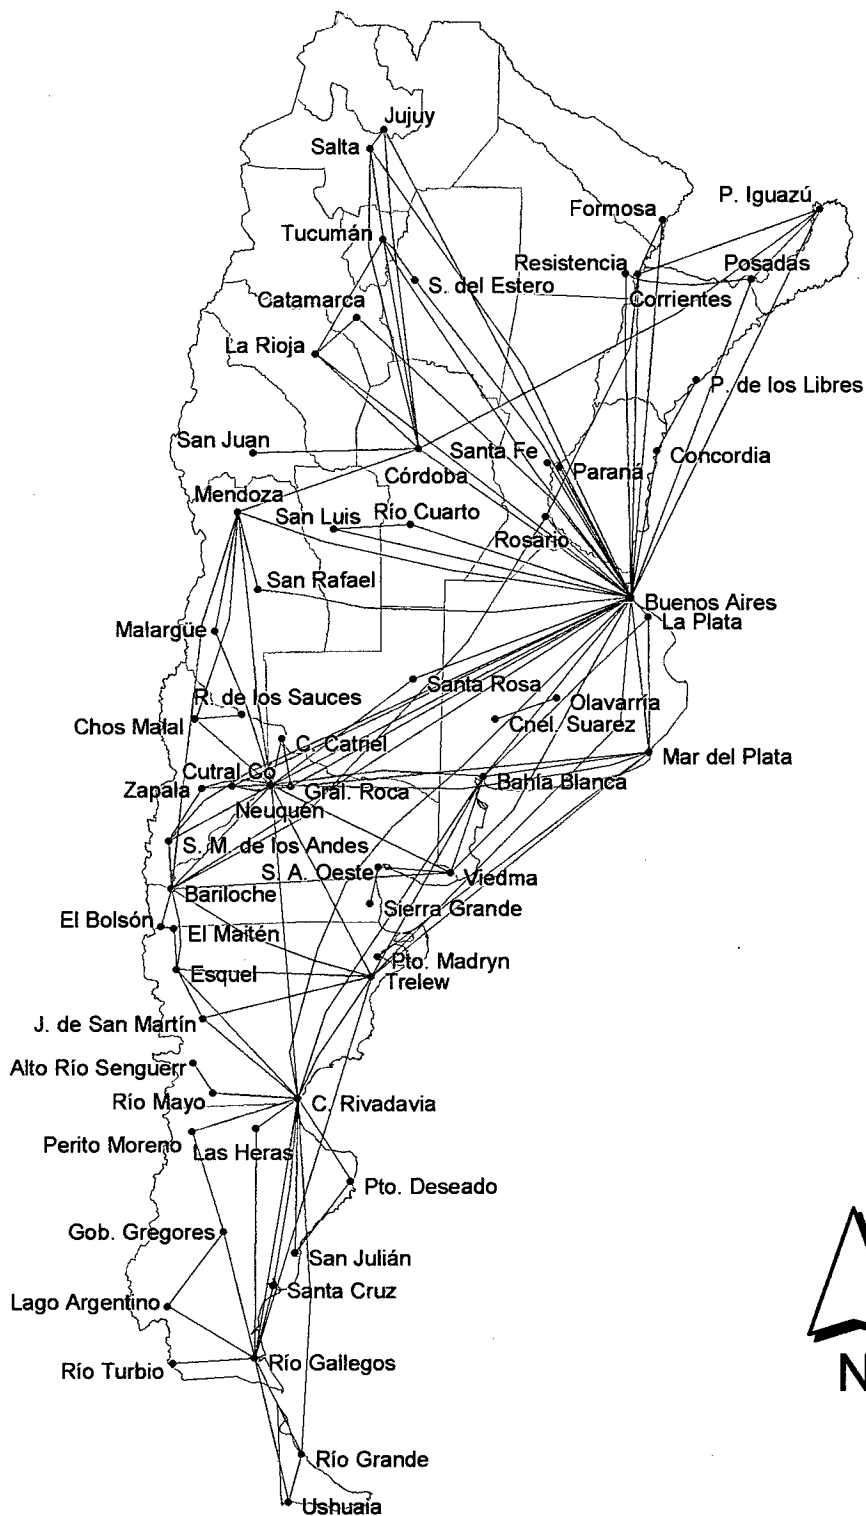 Jujuy
Salta
P. Iguazú
Formosa
Tucumán
Resistencia
Posadas
S. del Estero
Catamarca
Corrientes
La Rioja
P. de los Libres
San Juan
Santa Fe
Concordia
Córdoba
Paraná
Mendoza
San Luis
Río Cuarto
Rosario
San Rafael
Buenos Aires
La Plata
Malargüe
Santa Rosa
R. de los Sauces
Olavarría
Chos Malal
Cnel. Suarez
C. Catriel
Mar del Plata
Cutral Co
Zapala
Gral. Roca
Bahía Blanca
Neuquén
S. M. de los Andes
S. A. Oeste
Viedma
Bariloche
Sierra Grande
El Bolsón
El Maitén
Pto. Madryn
Esquel
Trelew
J. de San Martín
Alto Río Senguerr
Río Mayo
C. Rivadavia
Perito Moreno
Las Heras
Pto. Deseado
Gob. Gregores
San Julián
Santa Cruz
Lago Argentino
Río Gallegos
Río Turbio
N
Río Grande
Ushuaia